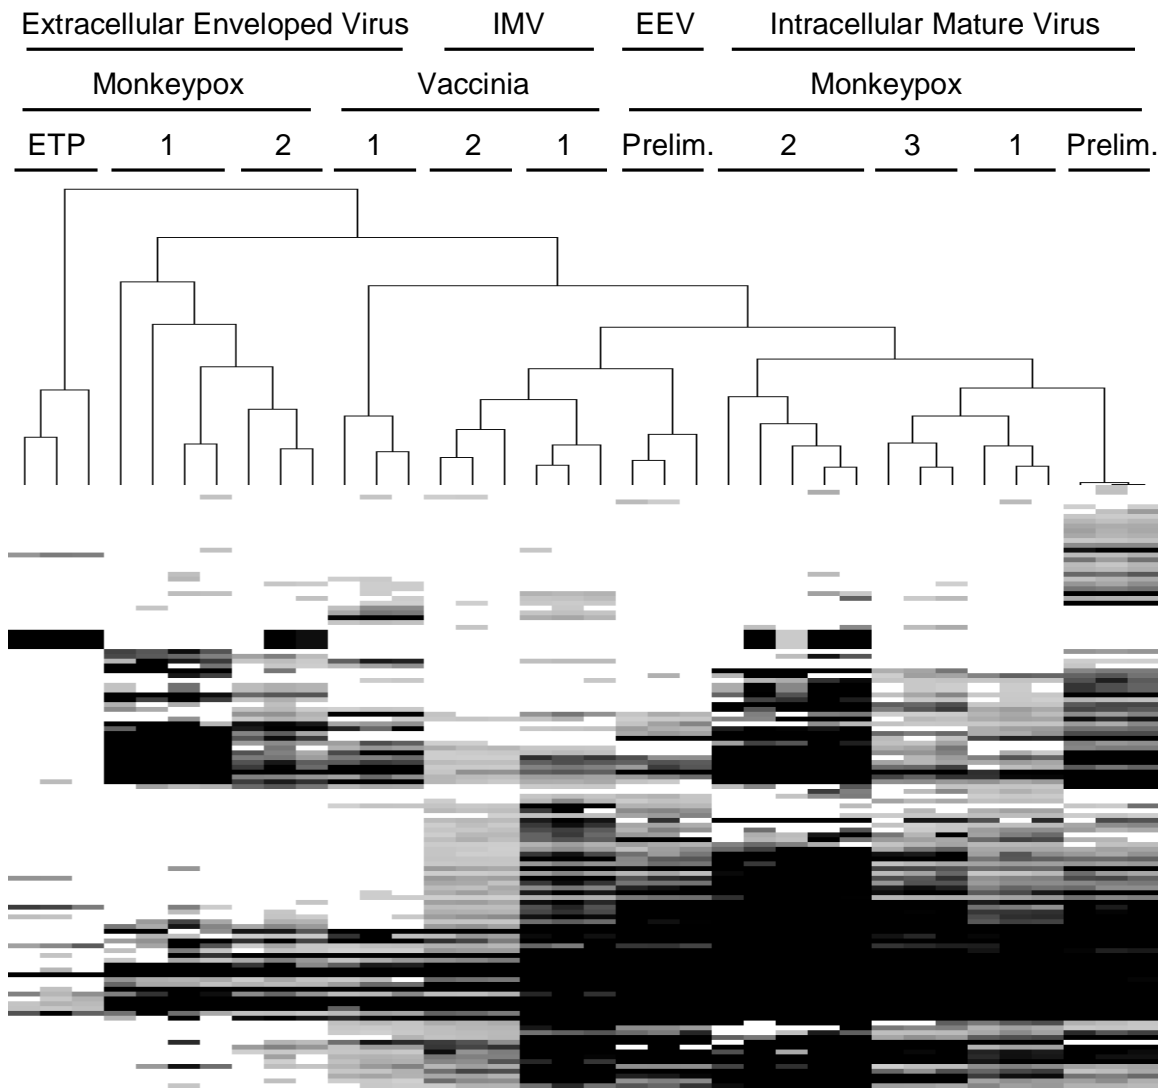 Extracellular Enveloped Virus IMV EEV Intracellular Mature Virus
Monkeypox Vaccinia Monkeypox
ETP 1 2 1 2 1 Prelim. 2 3 1 Prelim.